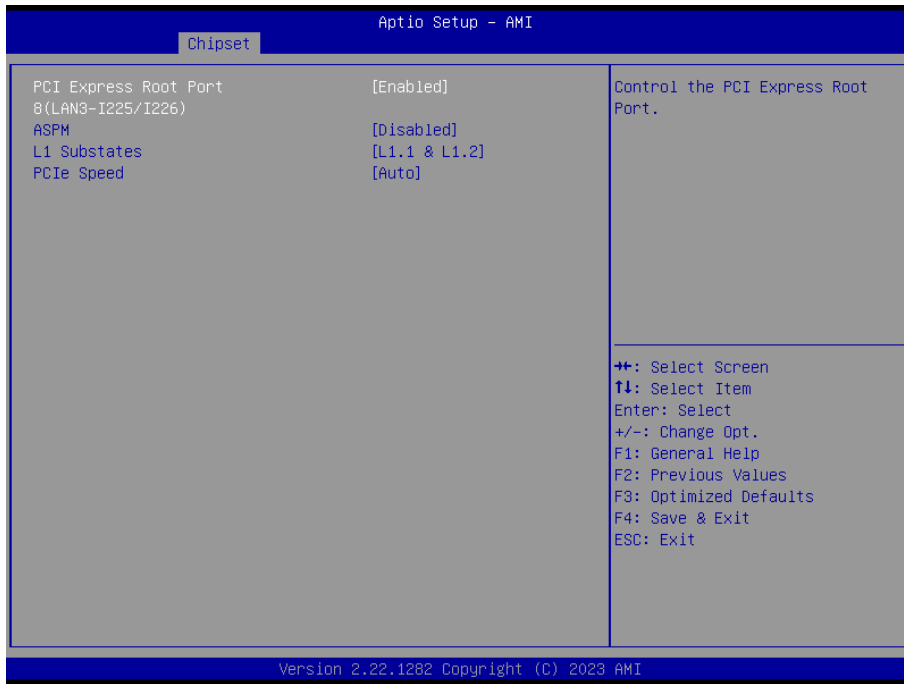 Aptio Setup - AMI
Chipset
PCI Express Root Port [Enabled]
8(LAN3-I225/I226)
ASPM [Disabled]
L1 Substates [L1.1 & L1.2]
PCIe Speed [Auto]
Control the PCI Express Root
Port.
→←: Select Screen
↑↓: Select Item
Enter: Select
+/-: Change Opt.
F1: General Help
F2: Previous Values
F3: Optimized Defaults
F4: Save & Exit
ESC: Exit
Version 2.22.1282 Copyright (C) 2023 AMI